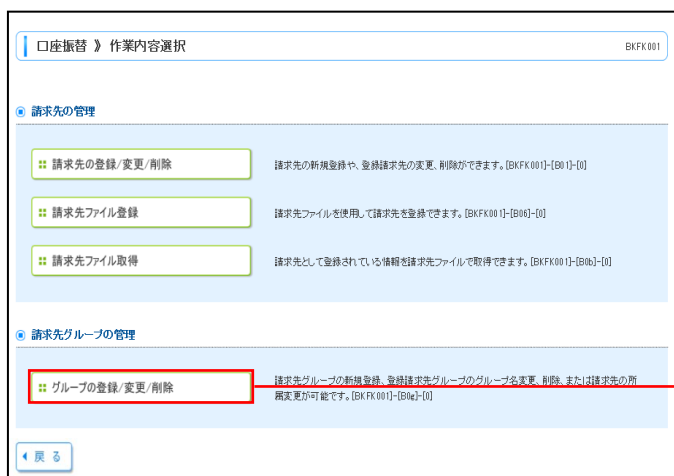 口座振替 》 作業内容選択
BKFK001
請求先の管理
請求先の登録/変更/削除
請求先の新規登録や、登録請求先の変更、削除ができます。[BKFK001]-[B01]-[0]
請求先ファイル登録
請求先ファイルを使用して請求先を登録できます。[BKFK001]-[B06]-[0]
請求先ファイル取得
請求先として登録されている情報を請求先ファイルで取得できます。[BKFK001]-[B0b]-[0]
請求先グループの管理
グループの登録/変更/削除
請求先グループの新規登録、登録請求先グループのグループ名変更、削除、または請求先の所
属変更が可能です。[BKFK001]-[B0g]-[0]
戻 る